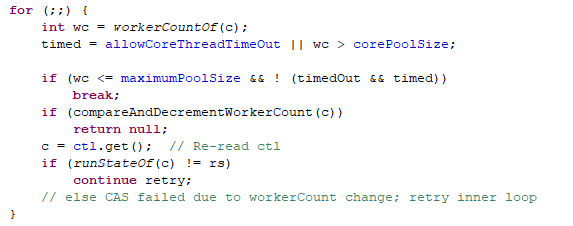 for (;;) {
    int wc = workerCountOf(c);
    timed = allowCoreThreadTimeOut || wc > corePoolSize;

    if (wc <= maximumPoolSize && ! (timedOut && timed))
        break;
    if (compareAndDecrementWorkerCount(c))
        return null;
    c = ctl.get();  // Re-read ctl
    if (runStateOf(c) != rs)
        continue retry;
    // else CAS failed due to workerCount change; retry inner loop
}